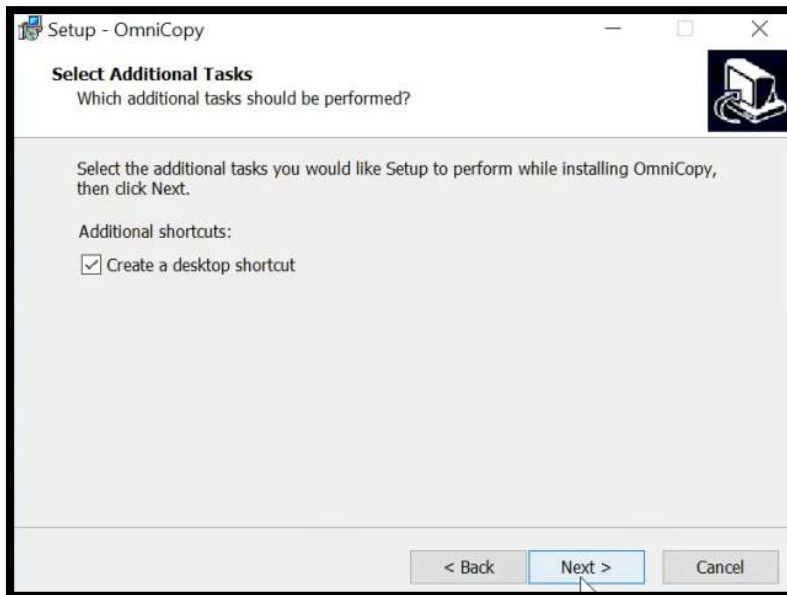 Setup - OmniCopy
Select Additional Tasks
Which additional tasks should be performed?
Select the additional tasks you would like Setup to perform while installing OmniCopy,
then click Next.
Additional shortcuts:
Create a desktop shortcut
< Back Next > Cancel